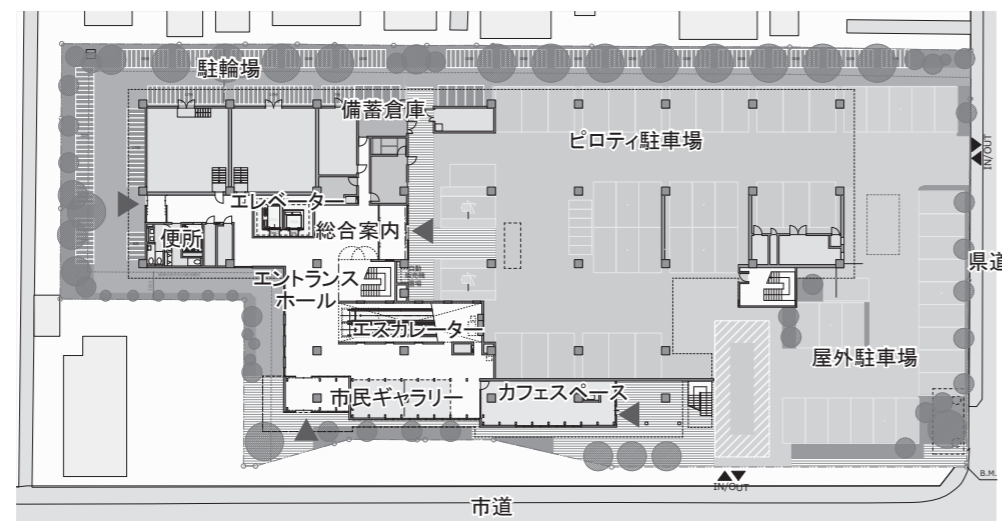 駐輪場
備蓄倉庫
ピロティ駐車場
IN/OUT
エレベーター
総合案内
便所
エントランス
ホール
県道
エスカレーター
屋外駐車場
市民ギャラリー
カフェスペース
B.M.
IN/OUT
市道